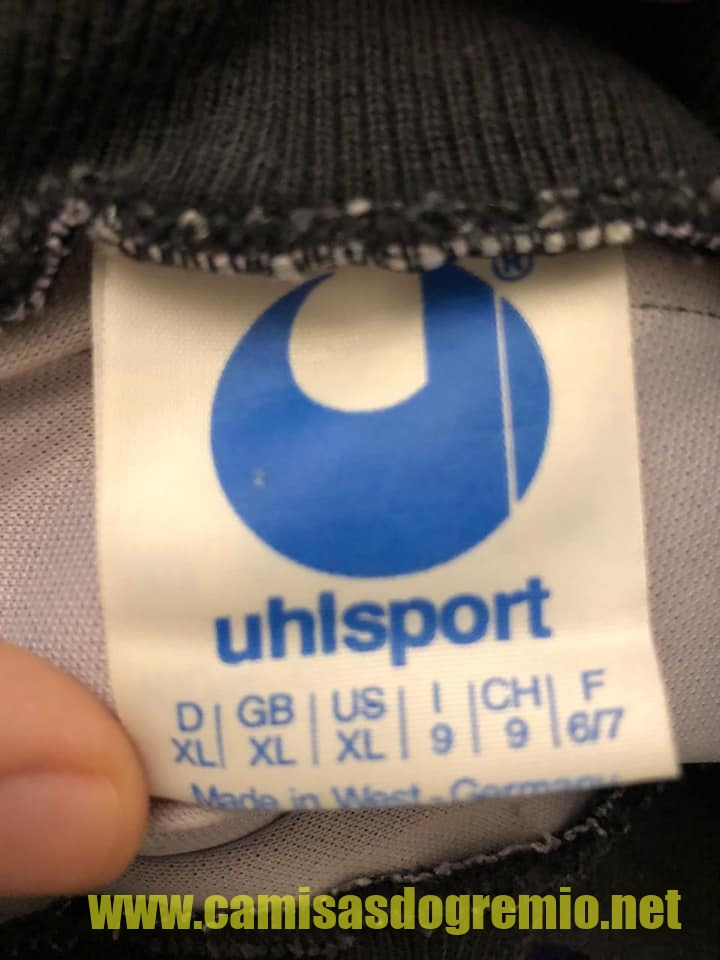 ®
uhlsport
D GB US I CH F
XL XL XL 9 9 6/7
Made in West-Germany
www.camisasdogremio.net